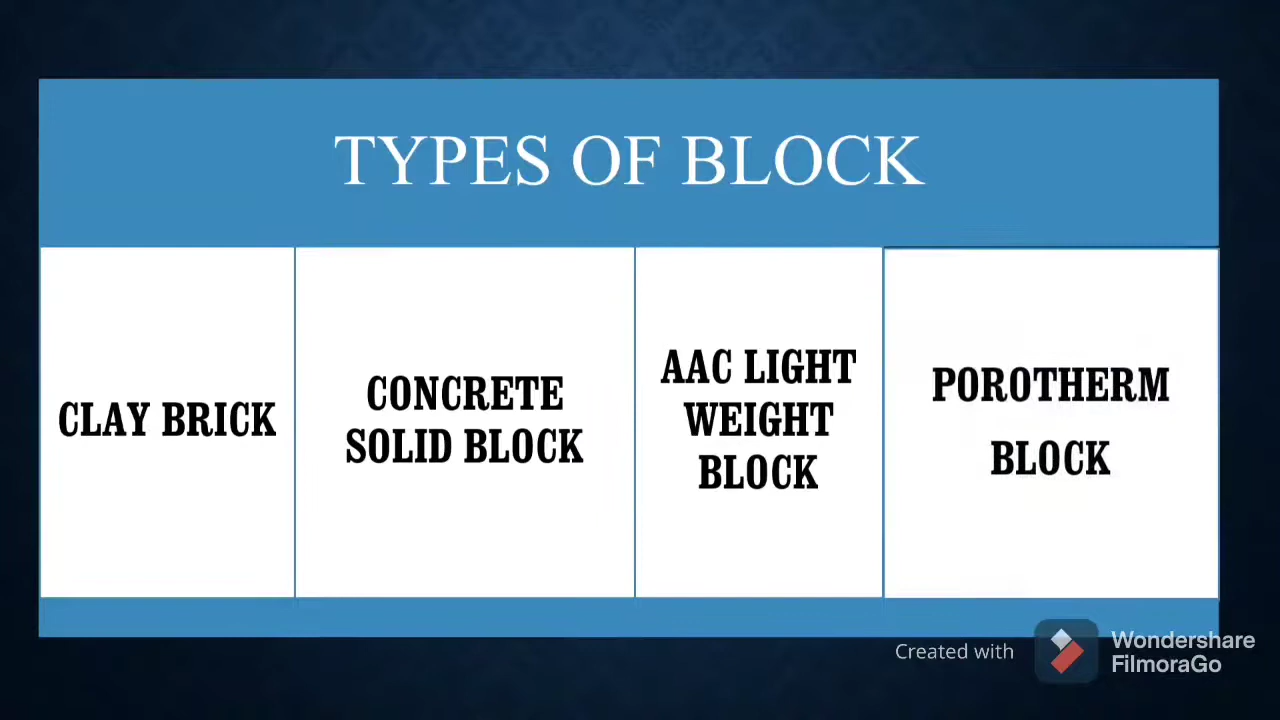 TYPES OF BLOCK
CLAY BRICK
CONCRETE
SOLID BLOCK
AAC LIGHT
WEIGHT
BLOCK
POROTHERM
BLOCK
Created with
Wondershare
FilmoraGo